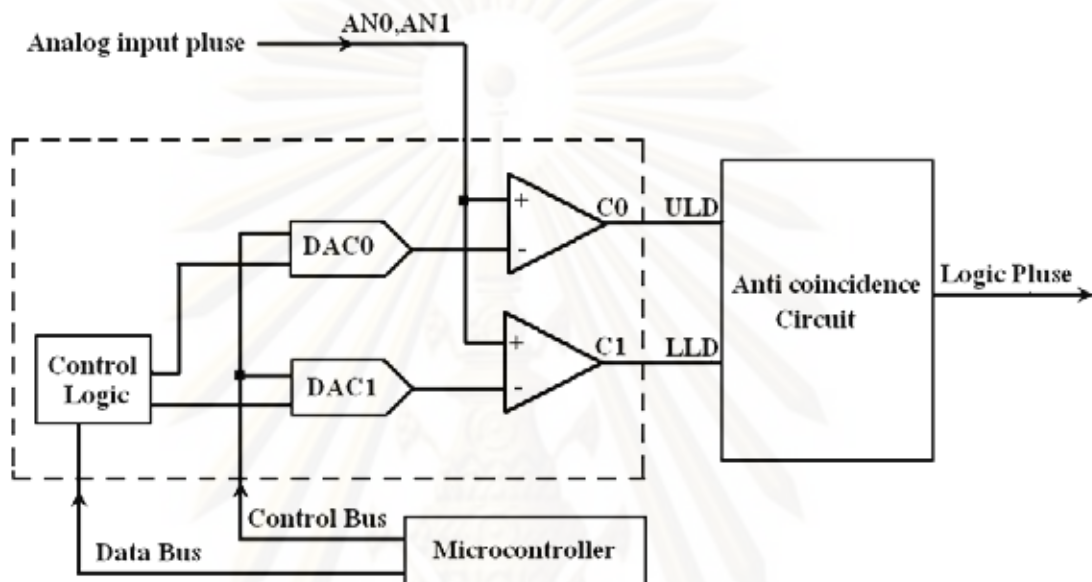 AN0,AN1
Analog input pluse
+
C0
ULD
DAC0
-
Anti coincidence
Circuit
Logic Pluse
+
C1
LLD
Control
Logic
DAC1
-
Control Bus
Data Bus
Microcontroller